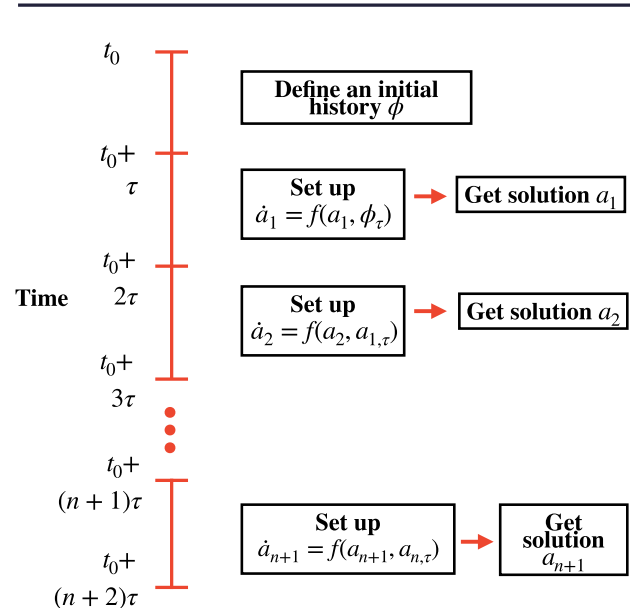 t₀
Define an initial
history ϕ
t₀+
τ
Set up
ȧ₁ = f(a₁, ϕ_τ)
Get solution a₁
t₀+
2τ
Time
Set up
ȧ₂ = f(a₂, a₁,τ)
Get solution a₂
t₀+
3τ
t₀+
(n + 1)τ
Set up
ȧₙ₊₁ = f(aₙ₊₁, aₙ,τ)
Get
solution
aₙ₊₁
t₀+
(n + 2)τ